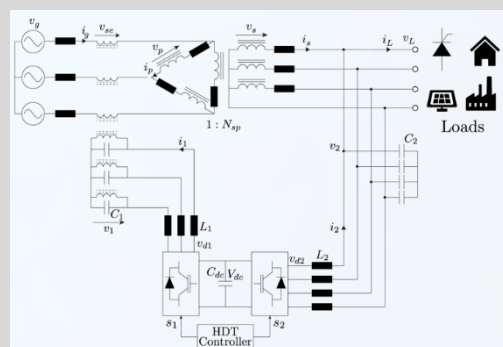 v_g
i_g
v_se
v_p
i_p
v_s
i_s
i_L
v_L
1 : N_sp
Loads
i_1
C_1
v_1
L_1
v_d1
v_2
C_2
i_2
C_dc
V_dc
v_d2
L_2
s_1
s_2
HDT
Controller